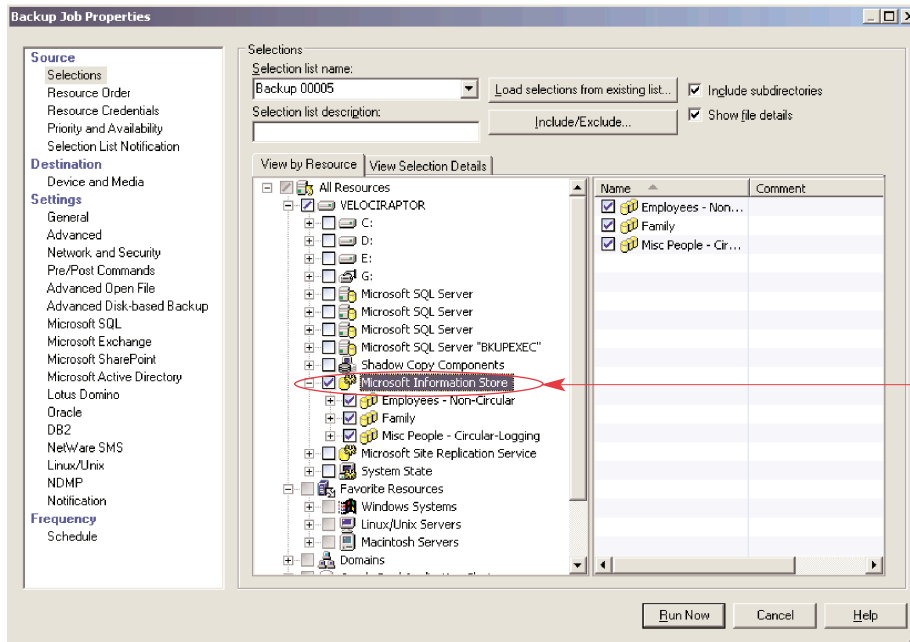 Backup Job Properties
Source
Selections
Resource Order
Resource Credentials
Priority and Availability
Selection List Notification
Destination
Device and Media
Settings
General
Advanced
Network and Security
Pre/Post Commands
Advanced Open File
Advanced Disk-based Backup
Microsoft SQL
Microsoft Exchange
Microsoft SharePoint
Microsoft Active Directory
Lotus Domino
Oracle
DB2
NetWare SMS
Linux/Unix
NDMP
Notification
Frequency
Schedule
Selections
Selection list name:
Backup 00005
Load selections from existing list...
Include subdirectories
Selection list description:
Include/Exclude...
Show file details
View by Resource
View Selection Details
All Resources
VELOCIRAPTOR
C:
D:
E:
G:
Microsoft SQL Server
Microsoft SQL Server
Microsoft SQL Server
Microsoft SQL Server "BKUPEXEC"
Shadow Copy Components
Microsoft Information Store
Employees - Non-Circular
Family
Misc People - Circular-Logging
Microsoft Site Replication Service
System State
Favorite Resources
Windows Systems
Linux/Unix Servers
Macintosh Servers
Domains
Name
Comment
Employees - Non...
Family
Misc People - Cir...
Run Now
Cancel
Help